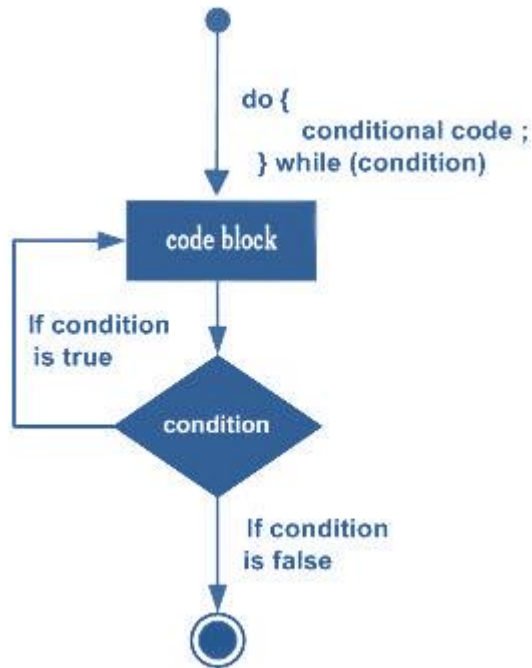 do {
conditional code ;
} while (condition)
code block
If condition
is true
condition
If condition
is false